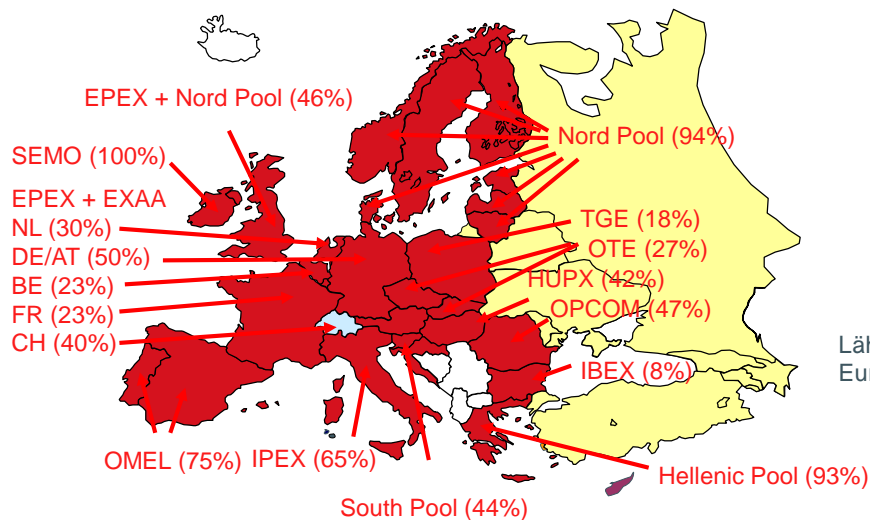 EPEX + Nord Pool (46%)
Nord Pool (94%)
SEMO (100%)
EPEX + EXAA
NL (30%)
DE/AT (50%)
BE (23%)
FR (23%)
CH (40%)
TGE (18%)
OTE (27%)
HUPX (42%)
OPCOM (47%)
IBEX (8%)
OMEL (75%)
IPEX (65%)
South Pool (44%)
Hellenic Pool (93%)
Läh
Eur